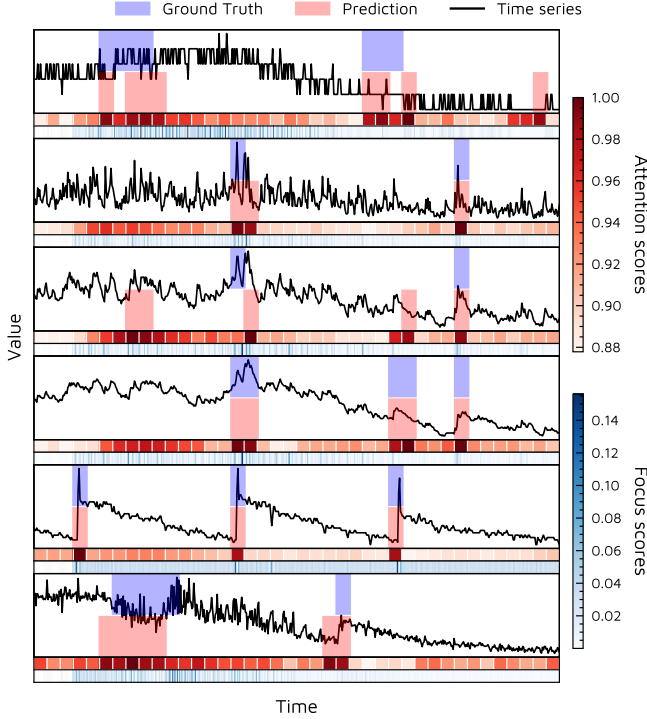 Ground Truth
Prediction
Time series
Value
Time
1.00
0.98
0.96
0.94
0.92
0.90
0.88
Attention scores
0.14
0.12
0.10
0.08
0.06
0.04
0.02
Focus scores